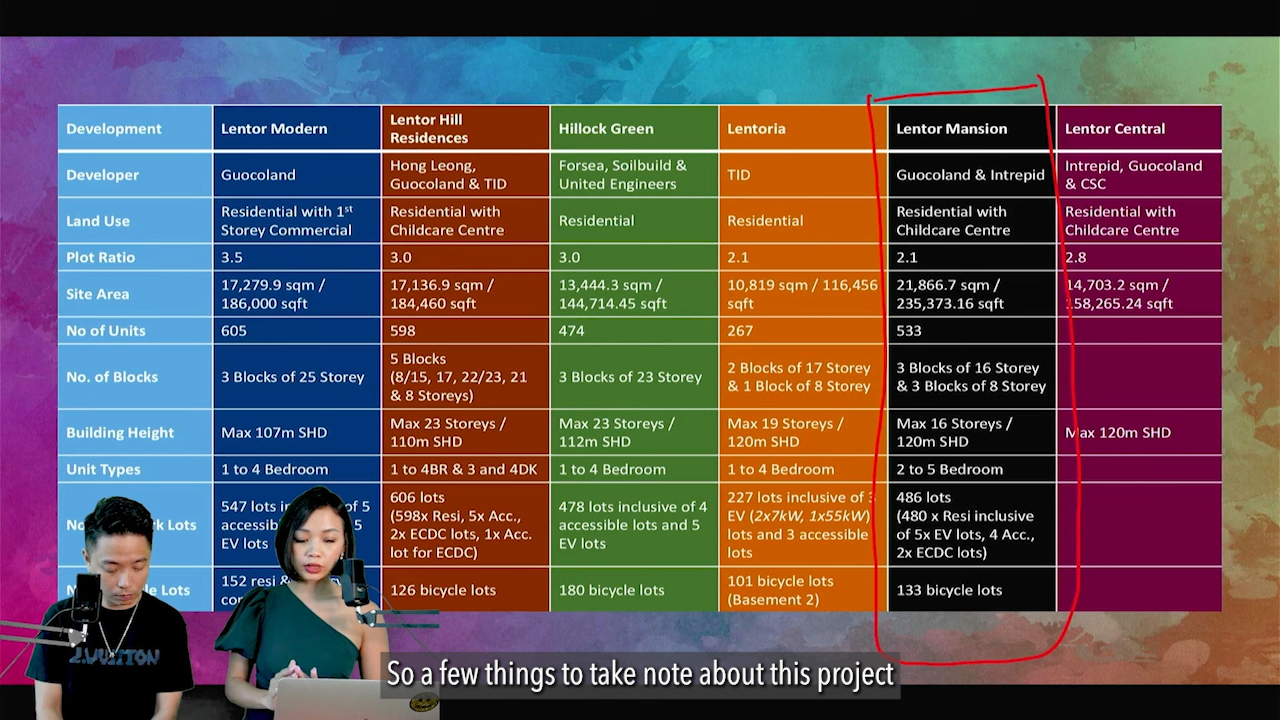 Development
Lentor Modern
Lentor Hill
Residences
Hillock Green
Lentoria
Lentor Mansion
Lentor Central
Developer
Guocoland
Hong Leong,
Guocoland & TID
Forsea, Soilbuild &
United Engineers
TID
Guocoland & Intrepid
Intrepid, Guocoland
& CSC
Land Use
Residential with 1st
Storey Commercial
Residential with
Childcare Centre
Residential
Residential
Residential with
Childcare Centre
Residential with
Childcare Centre
Plot Ratio
3.5
3.0
3.0
2.1
2.1
2.8
Site Area
17,279.9 sqm /
186,000 sqft
17,136.9 sqm /
184,460 sqft
13,444.3 sqm /
144,714.45 sqft
10,819 sqm / 116,456
sqft
21,866.7 sqm /
235,373.16 sqft
14,703.2 sqm /
158,265.24 sqft
No of Units
605
598
474
267
533
No. of Blocks
3 Blocks of 25 Storey
5 Blocks
(8/15, 17, 22/23, 21
& 8 Storeys)
3 Blocks of 23 Storey
2 Blocks of 17 Storey
& 1 Block of 8 Storey
3 Blocks of 16 Storey
& 3 Blocks of 8 Storey
Building Height
Max 107m SHD
Max 23 Storeys /
110m SHD
Max 23 Storeys /
112m SHD
Max 19 Storeys /
120m SHD
Max 16 Storeys /
120m SHD
Max 120m SHD
Unit Types
1 to 4 Bedroom
1 to 4BR & 3 and 4DK
1 to 4 Bedroom
1 to 4 Bedroom
2 to 5 Bedroom
Lots
547 lots of 5
5
EV lots
606 lots
(598x Resi, 5x Acc.,
2x ECDC lots, 1x Acc.
lot for ECDC)
478 lots inclusive of 4
accessible lots and 5
EV lots
227 lots inclusive of 3
EV (2x7kW, 1x55kW)
lots and 3 accessible
lots
486 lots
(480 x Resi inclusive
of 5x EV lots, 4 Acc.,
2x ECDC lots)
Lots
152 resi &
126 bicycle lots
180 bicycle lots
101 bicycle lots
(Basement 2)
133 bicycle lots
So a few things to take note about this project